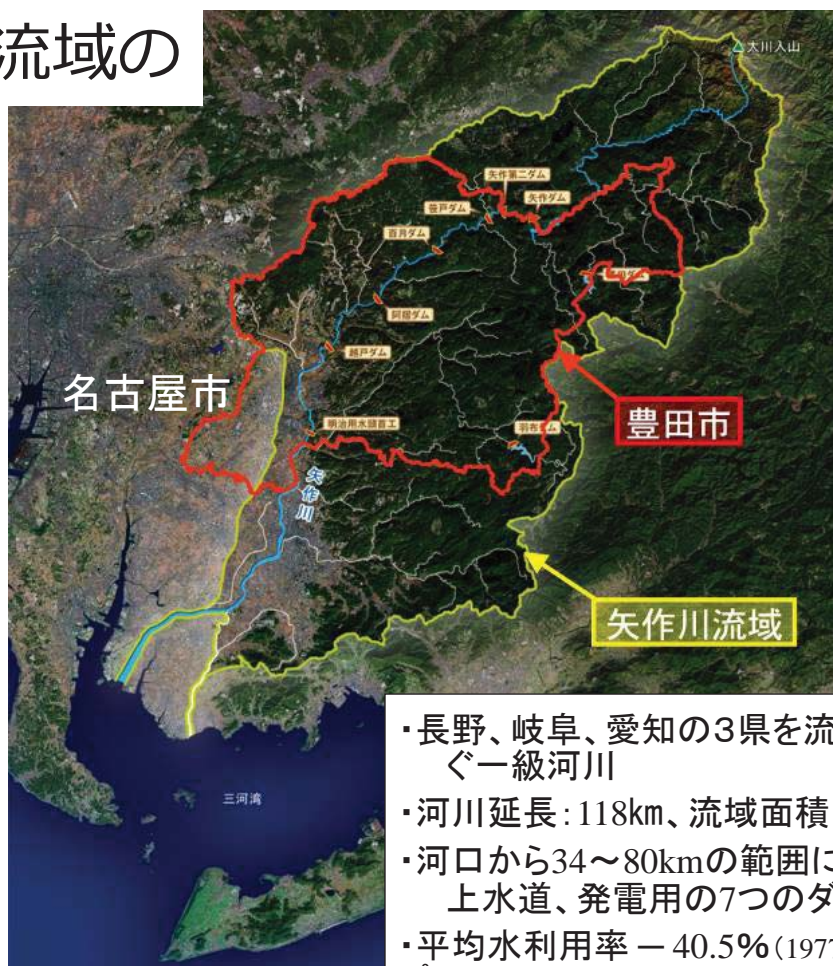 流域の
大川入山
矢作第二ダム
矢作ダム
笹戸ダム
百月ダム
阿摺ダム
越戸ダム
名古屋市
豊田市
明治用水頭首工
矢作川
矢作川流域
三河湾
・長野、岐阜、愛知の3県を流
ぐ一級河川
・河川延長:118km、流域面積
・河口から34~80kmの範囲に
上水道、発電用の7つのダ
・平均水利用率 - 40.5%(197